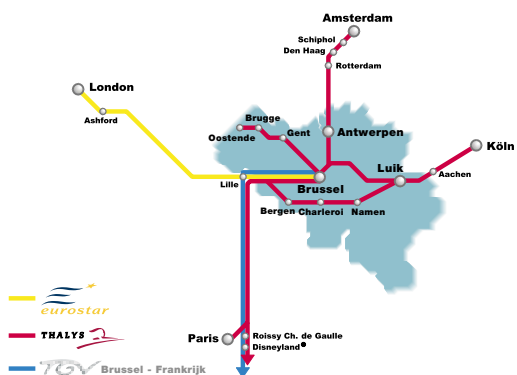 Amsterdam
Schiphol
Den Haag
Rotterdam
London
Ashford
Brugge
Oostende
Gent
Antwerpen
Köln
Luik
Aachen
Lille
Brussel
Bergen
Charleroi
Namen
eurostar
THALYS
Paris
Roissy Ch. de Gaulle
Disneyland
TGV Brussel - Frankrijk